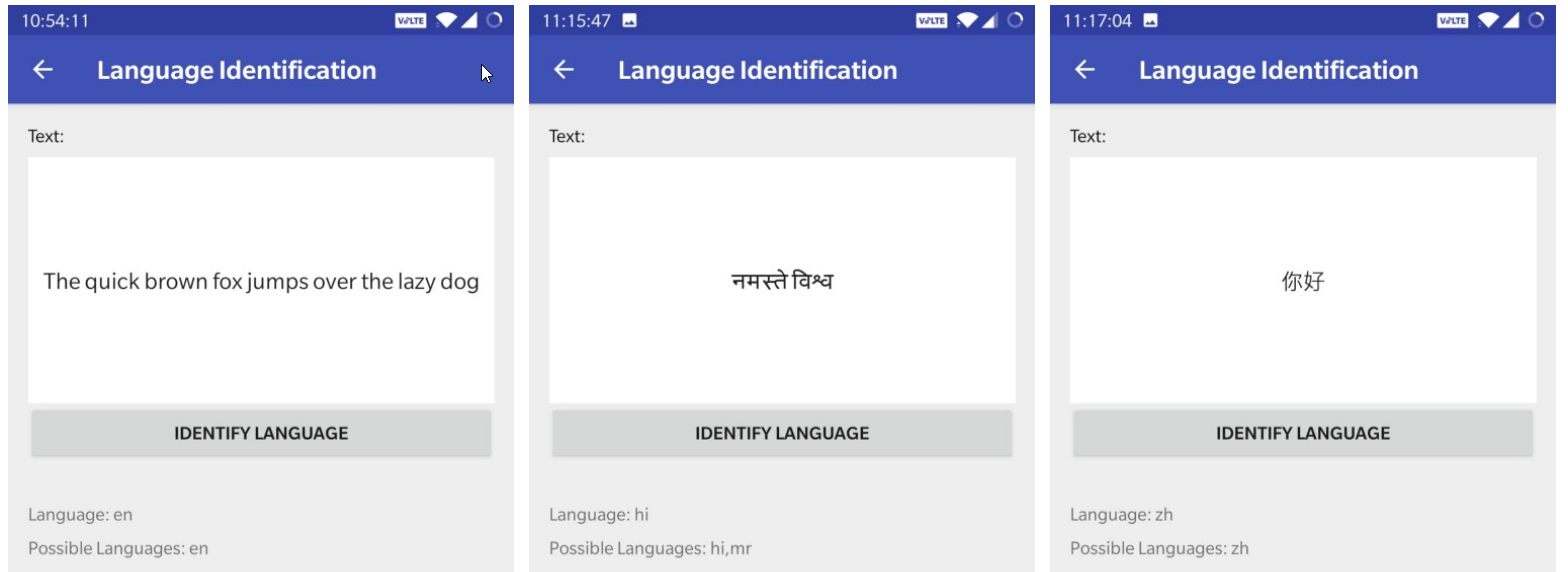 10:54:11 VoLTE
Language Identification
Text:
The quick brown fox jumps over the lazy dog
IDENTIFY LANGUAGE
Language: en
Possible Languages: en
11:15:47 VoLTE
Language Identification
Text:
नमस्ते विश्व
IDENTIFY LANGUAGE
Language: hi
Possible Languages: hi,mr
11:17:04 VoLTE
Language Identification
Text:
你好
IDENTIFY LANGUAGE
Language: zh
Possible Languages: zh